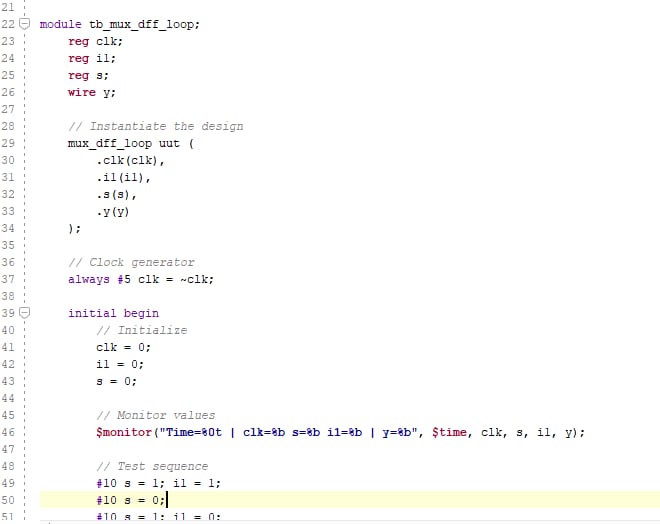 21
22 module tb_mux_dff_loop;
23 reg clk;
24 reg i1;
25 reg s;
26 wire y;
27
28 // Instantiate the design
29 mux_dff_loop uut (
30 .clk(clk),
31 .i1(i1),
32 .s(s),
33 .y(y)
34 );
35
36 // Clock generator
37 always #5 clk = ~clk;
38
39 initial begin
40 // Initialize
41 clk = 0;
42 i1 = 0;
43 s = 0;
44
45 // Monitor values
46 $monitor("Time=%0t | clk=%b s=%b i1=%b | y=%b", $time, clk, s, i1, y);
47
48 // Test sequence
49 #10 s = 1; i1 = 1;
50 #10 s = 0;
51 #10 s = 1; i1 = 0;